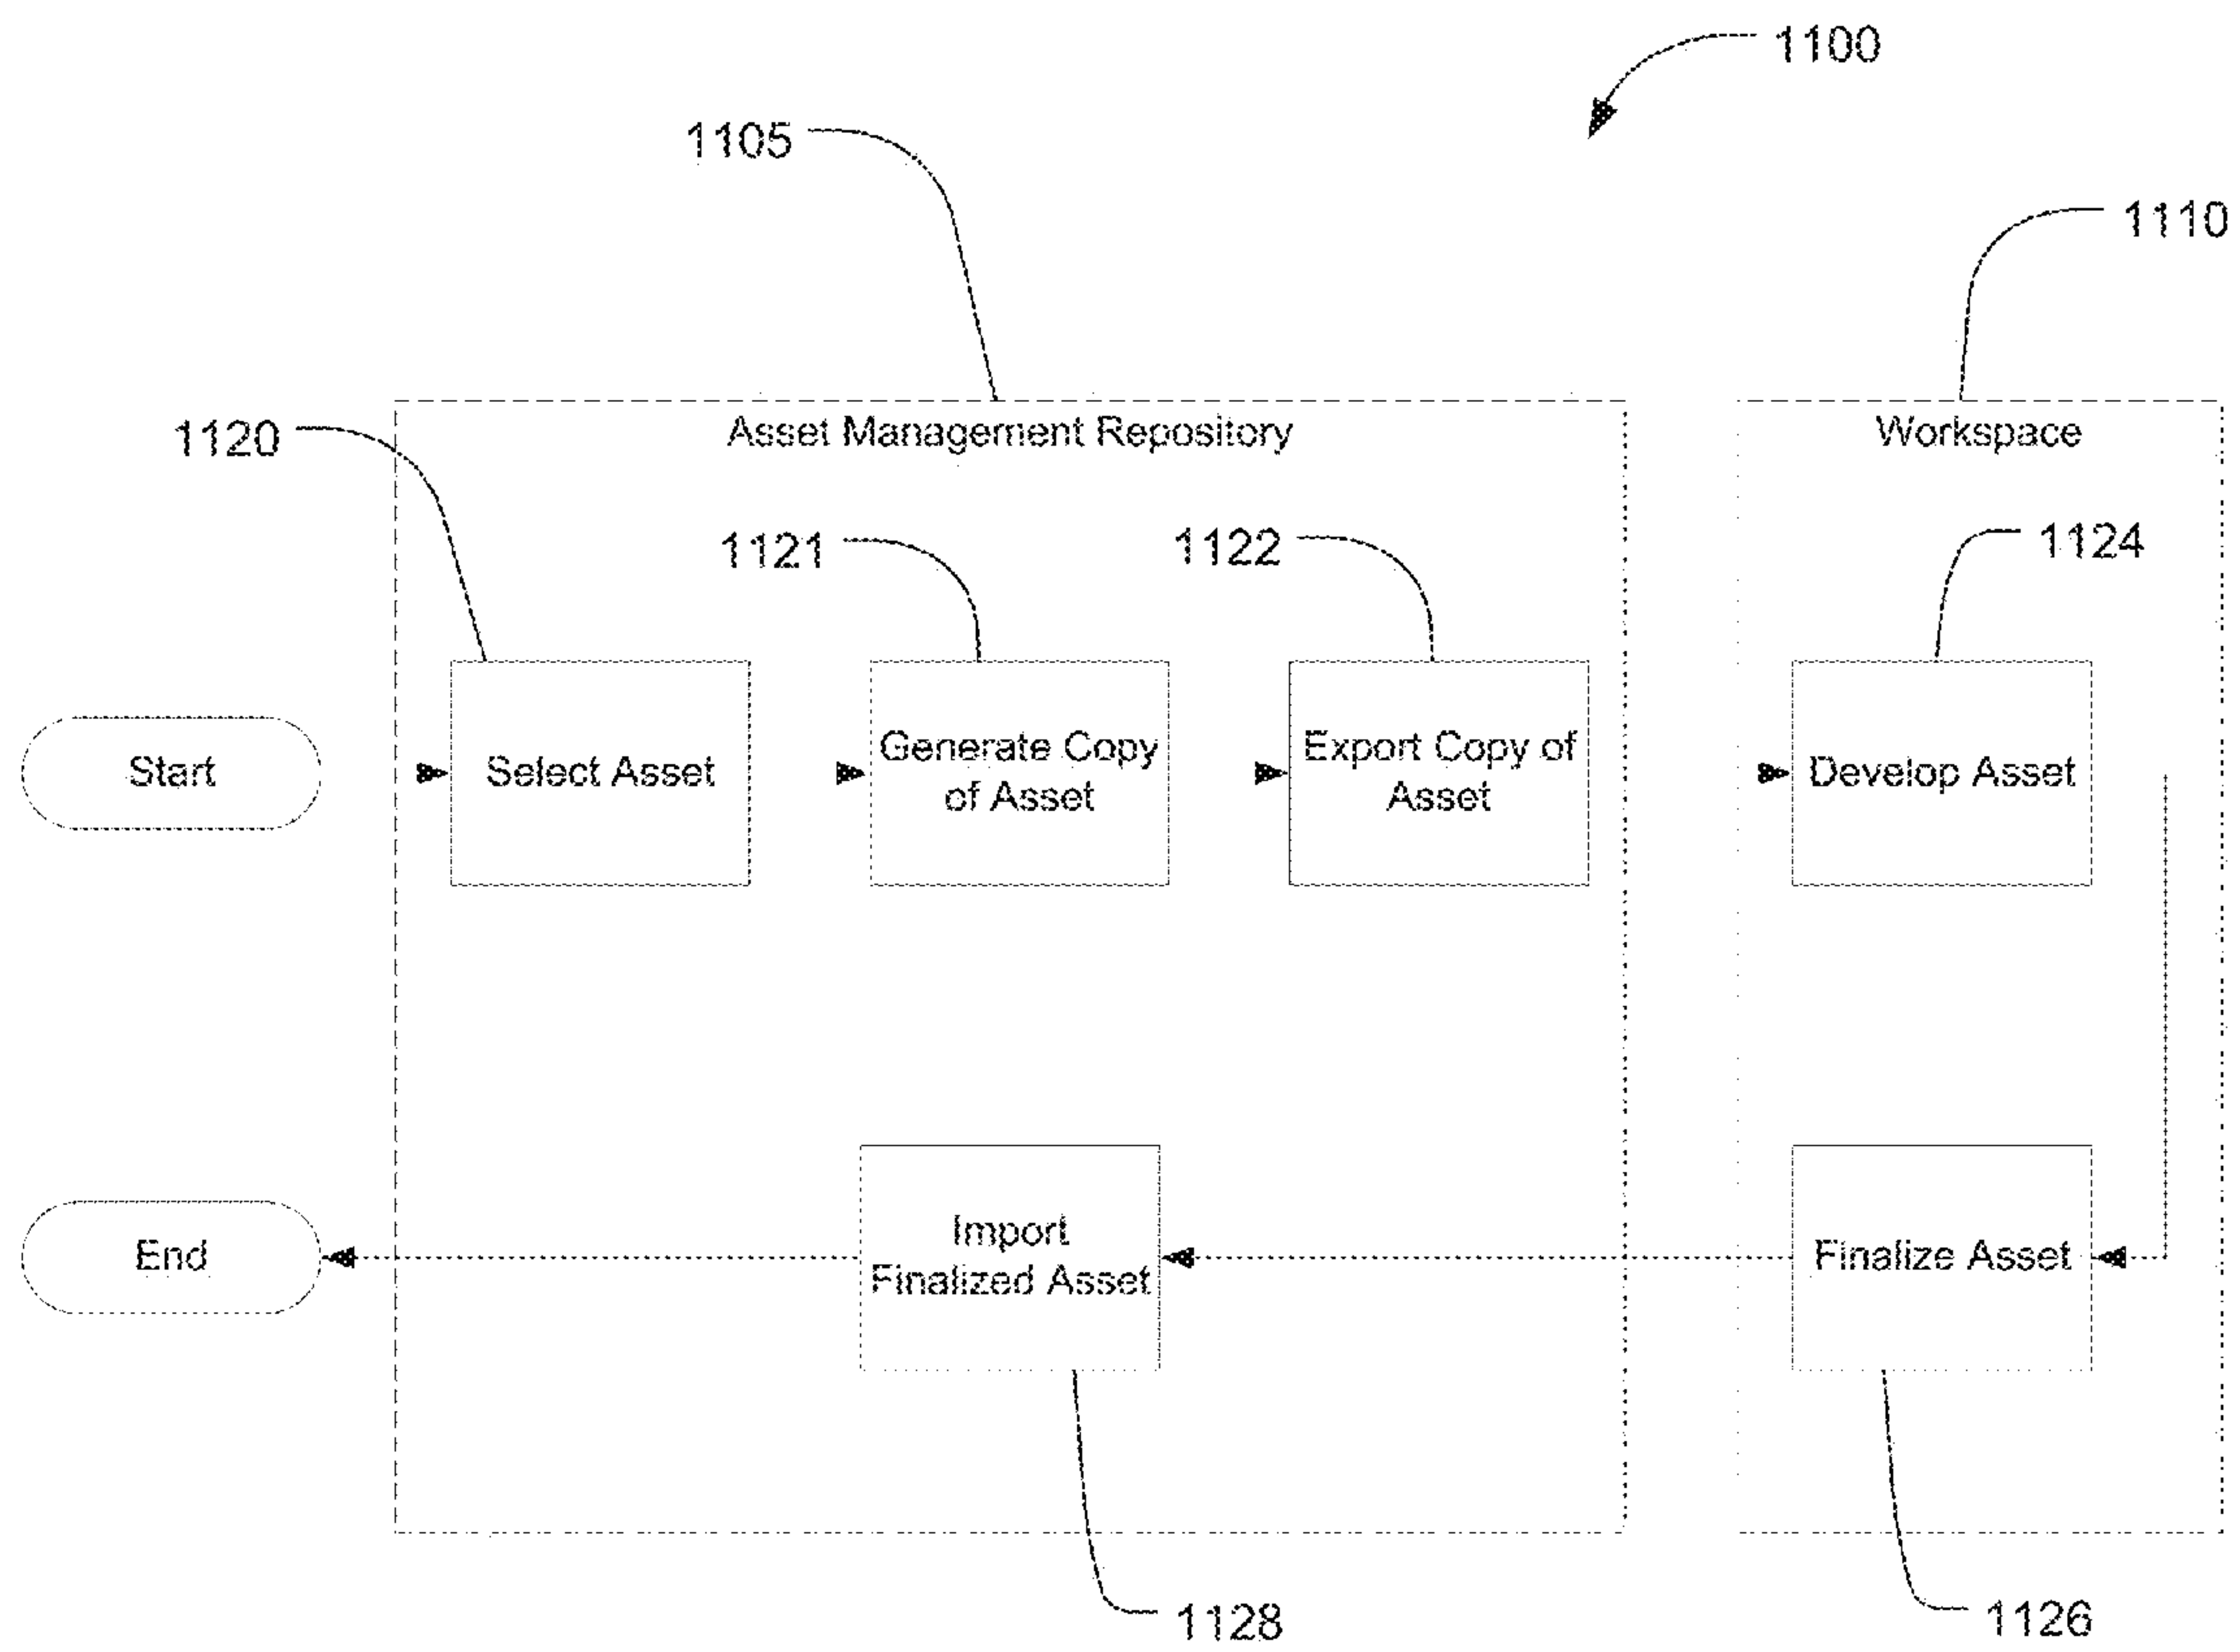 1100
1105
1110
Asset Management Repository
Workspace
1120
1121
1122
1124
Start
Select Asset
Generate Copy
of Asset
Export Copy of
Asset
Develop Asset
End
Import
Finalized Asset
Finalize Asset
1128
1126